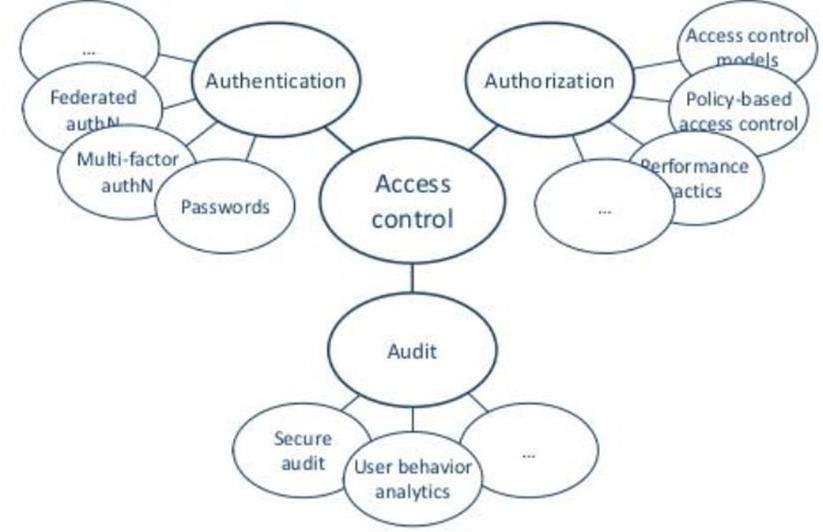 ...
Federated
authN
Multi-factor
authN
Passwords
Authentication
Authorization
Access control
models
Policy-based
access control
Performance
actics
...
Access
control
Audit
Secure
audit
User behavior
analytics
...